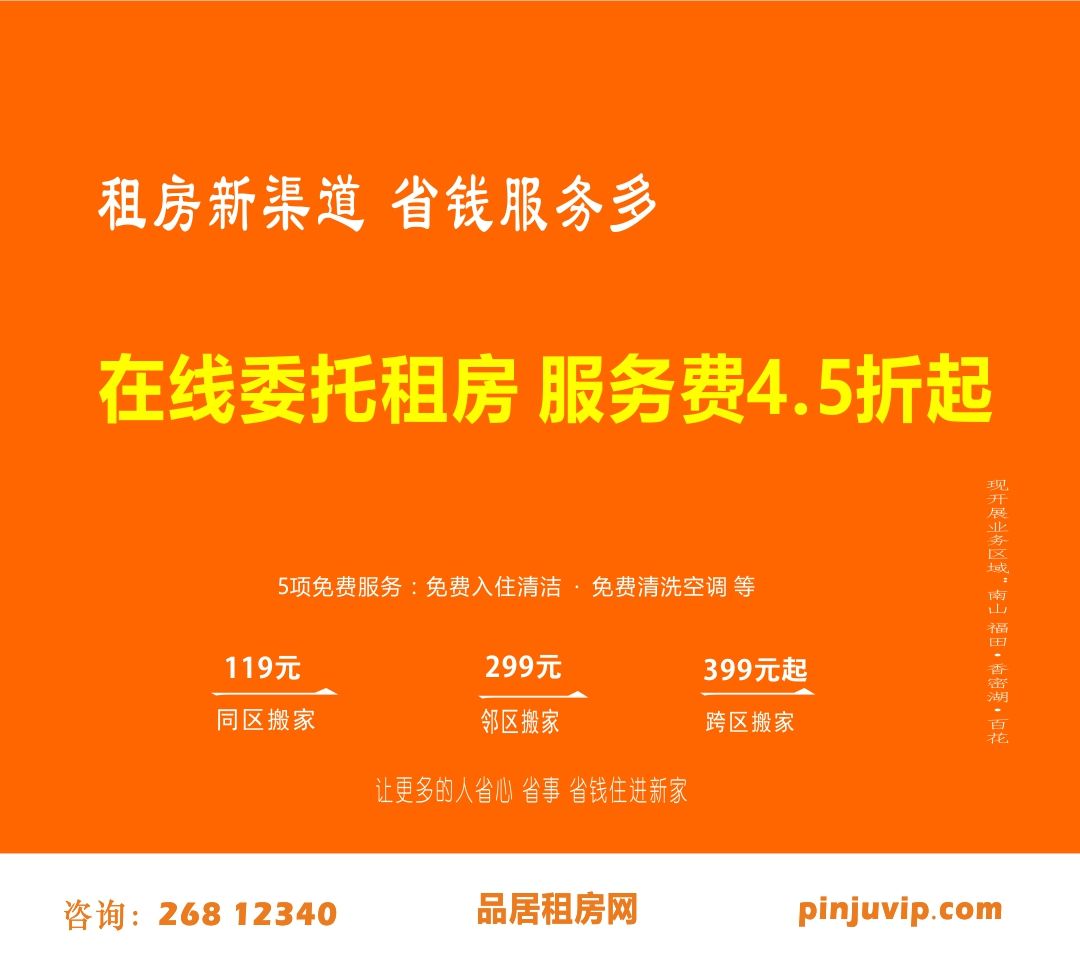 租房新渠道 省钱服务多
在线委托租房 服务费4.5折起
现开展业务区域：南山 福田·香密湖·百花
5项免费服务：免费入住清洁 · 免费清洗空调 等
119元
同区搬家
299元
邻区搬家
399元起
跨区搬家
让更多的人省心 省事 省钱住进新家
咨询：268 12340
品居租房网
pinjuvip.com